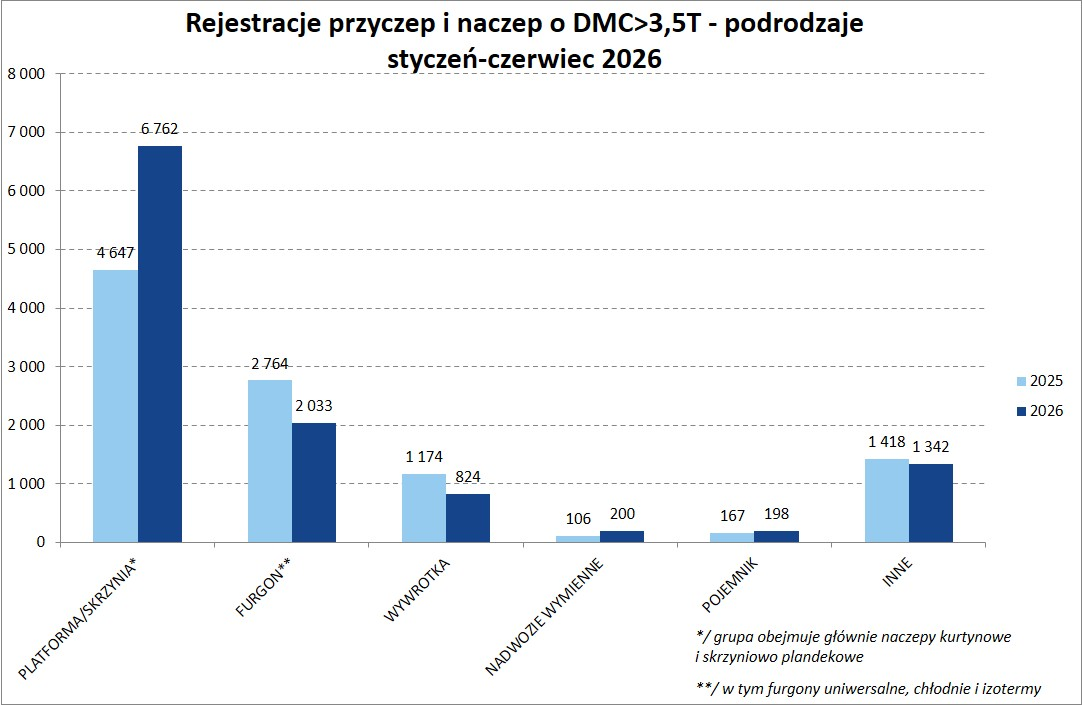 Rejestracje przyczep i naczep o DMC>3,5T - podrodzaje
styczeń-czerwiec 2026
8 000
7 000
6 000
5 000
4 000
3 000
2 000
1 000
0
4 647
6 762
2 764
2 033
1 174
824
106
200
167
198
1 418
1 342
2025
2026
PLATFORMA/SKRZYNIA*
FURGON**
WYWROTKA
NADWOZIE WYMIENNE
POJEMNIK
INNE
*/ grupa obejmuje głównie naczepy kurtynowe
i skrzyniowo plandekowe
**/ w tym furgony uniwersalne, chłodnie i izotermy